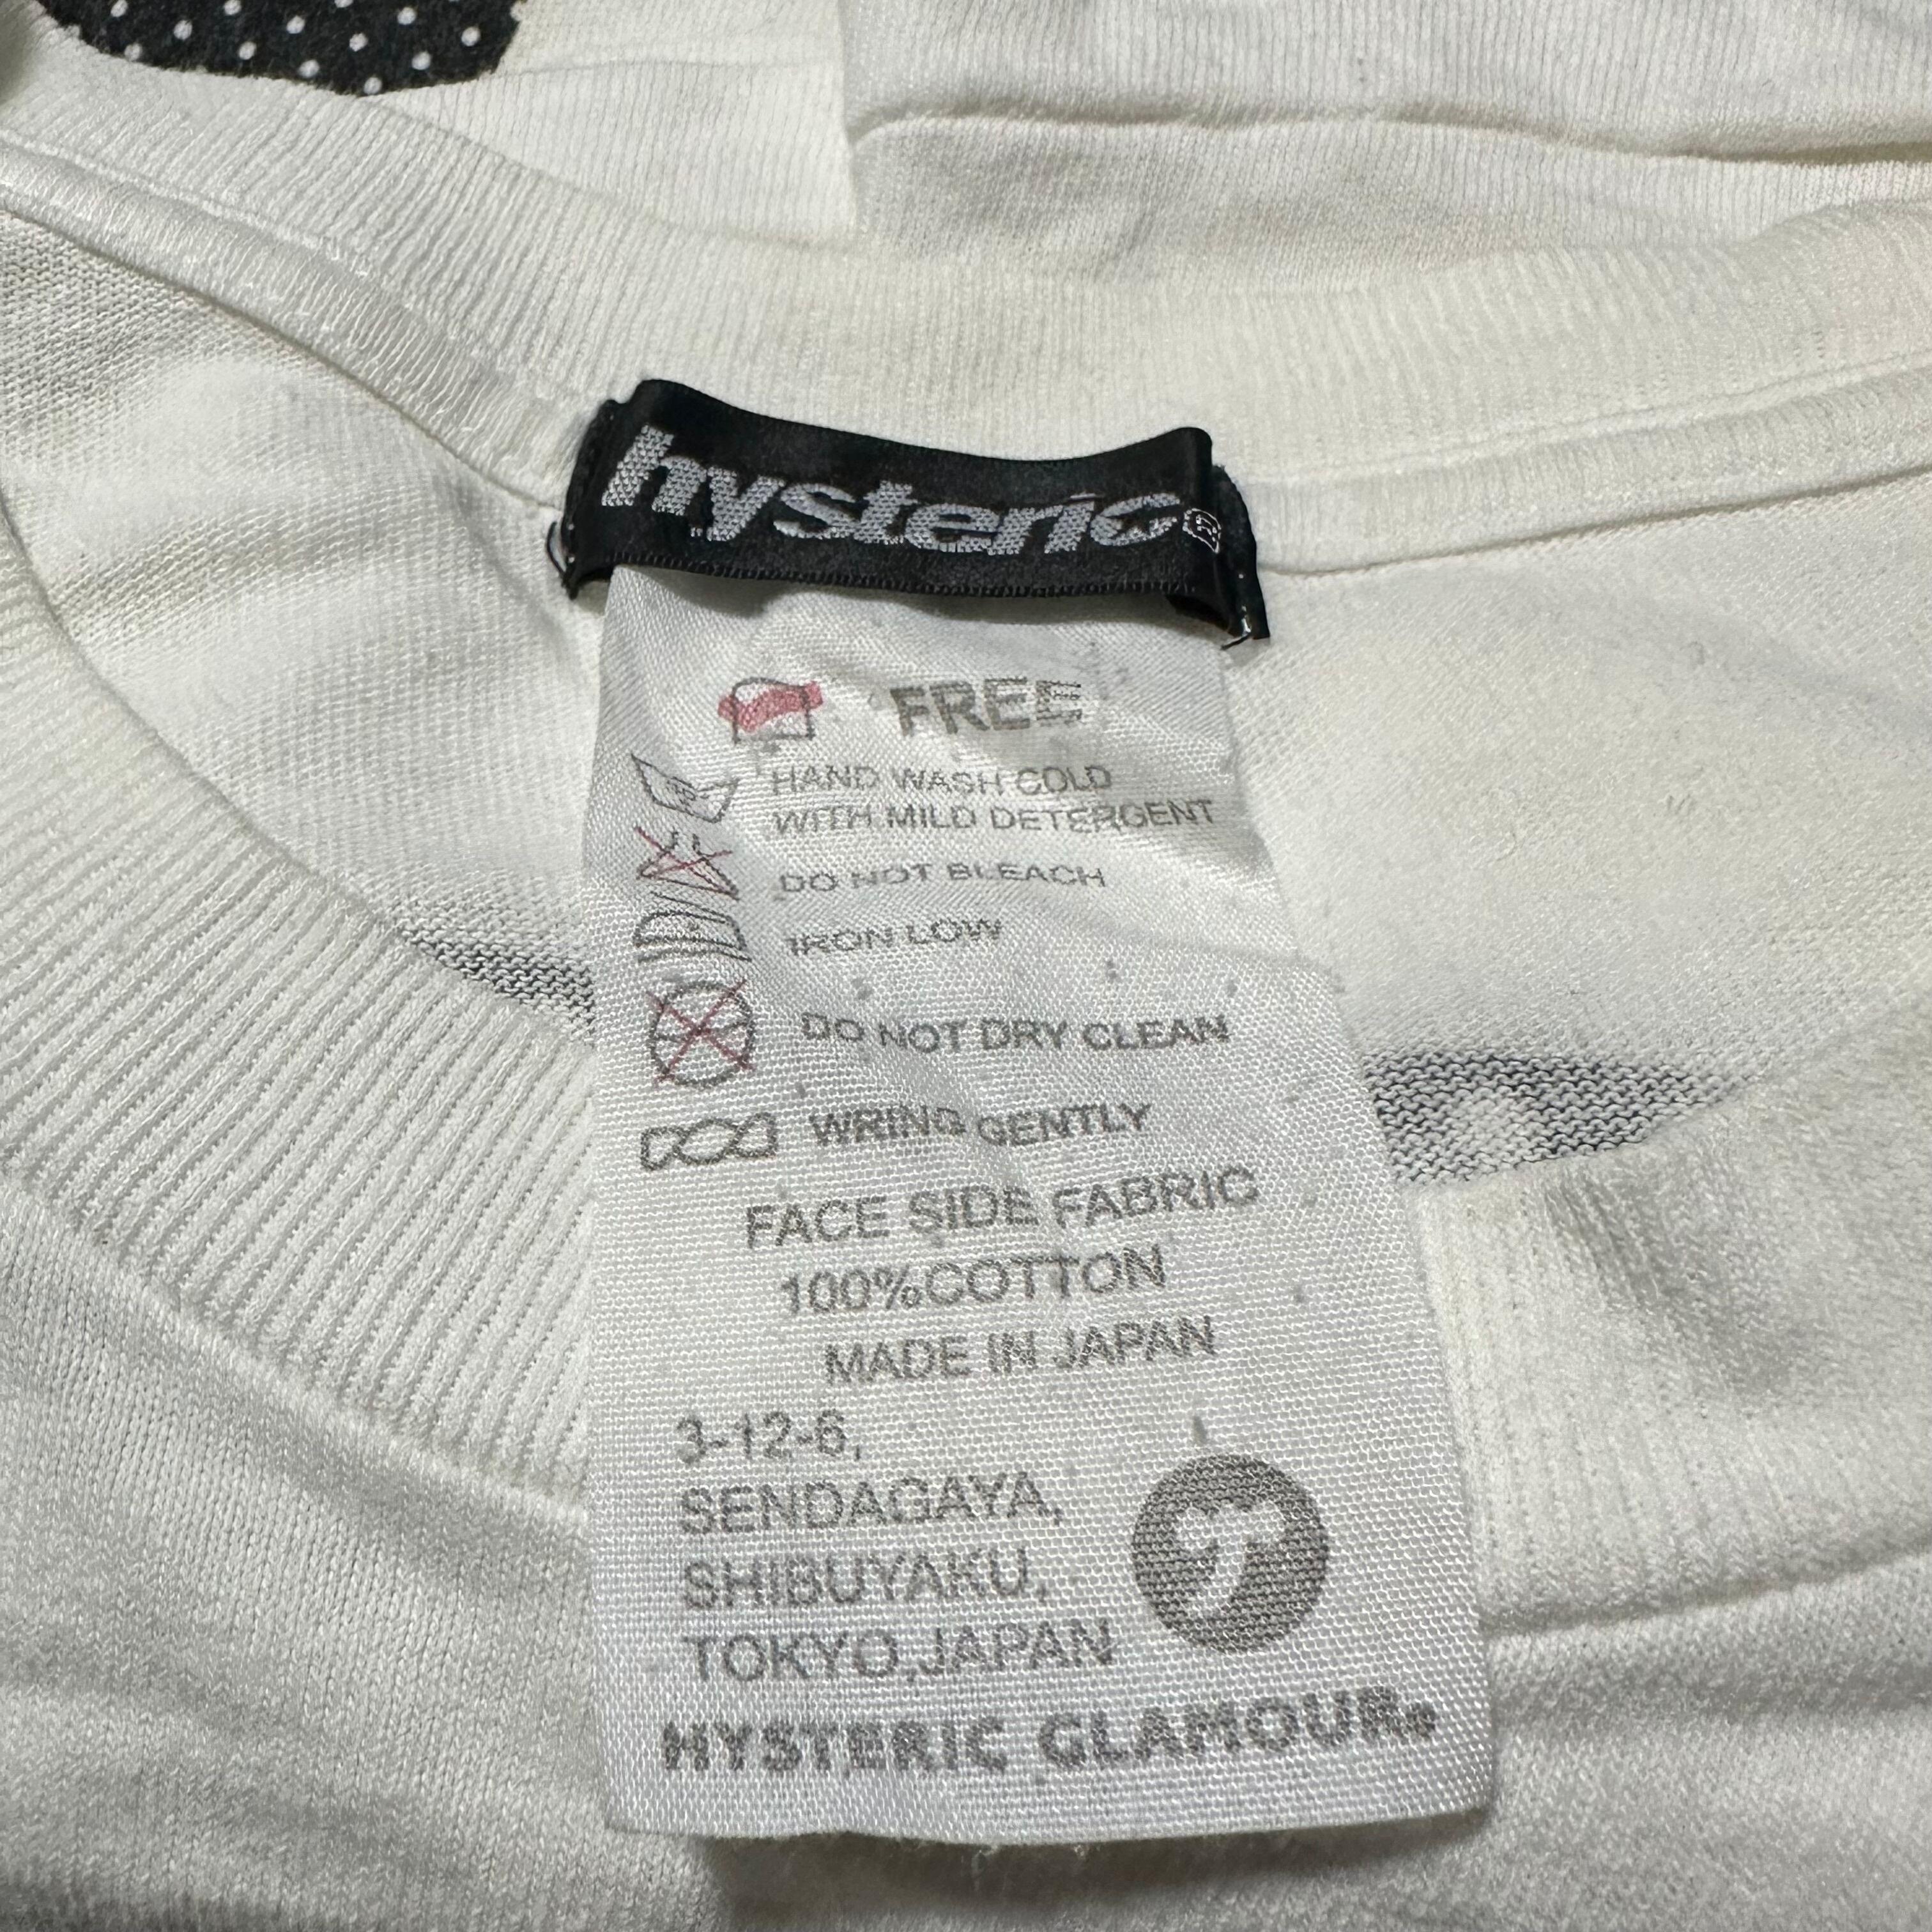 hysteric®
FREE
HAND WASH COLD
WITH MILD DETERGENT
DO NOT BLEACH
IRON LOW
DO NOT DRY CLEAN
WRING GENTLY
FACE SIDE FABRIC
100%COTTON
MADE IN JAPAN
3-12-6,
SENDAGAYA,
SHIBUYAKU,
TOKYO,JAPAN
HYSTERIC GLAMOUR®